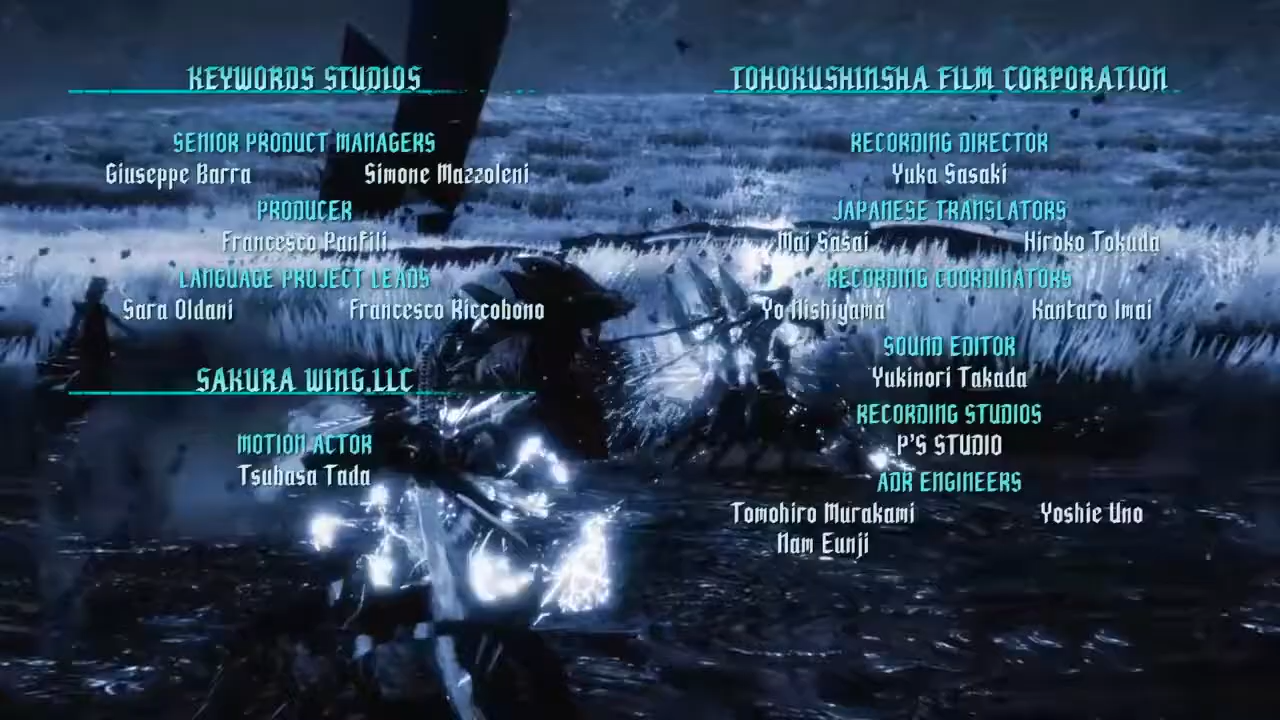 KEYWORDS STUDIOS
SENIOR PRODUCT MANAGERS
Giuseppe Barra Simone Mazzoleni
PRODUCER
Francesco Panfili
LANGUAGE PROJECT LEADS
Sara Oldani Francesco Riccobono
SAKURA WING.LLC
MOTION ACTOR
Tsubasa Tada
TOHOKUSHINSHA FILM CORPORATION
RECORDING DIRECTOR
Yuka Sasaki
JAPANESE TRANSLATORS
Mai Sasai Hiroko Tokuda
RECORDING COORDINATORS
Yo Nishiyama Kantaro Imai
SOUND EDITOR
Yukinori Takada
RECORDING STUDIOS
P'S STUDIO
ADR ENGINEERS
Tomohiro Murakami Yoshie Uno
Nam Eunji